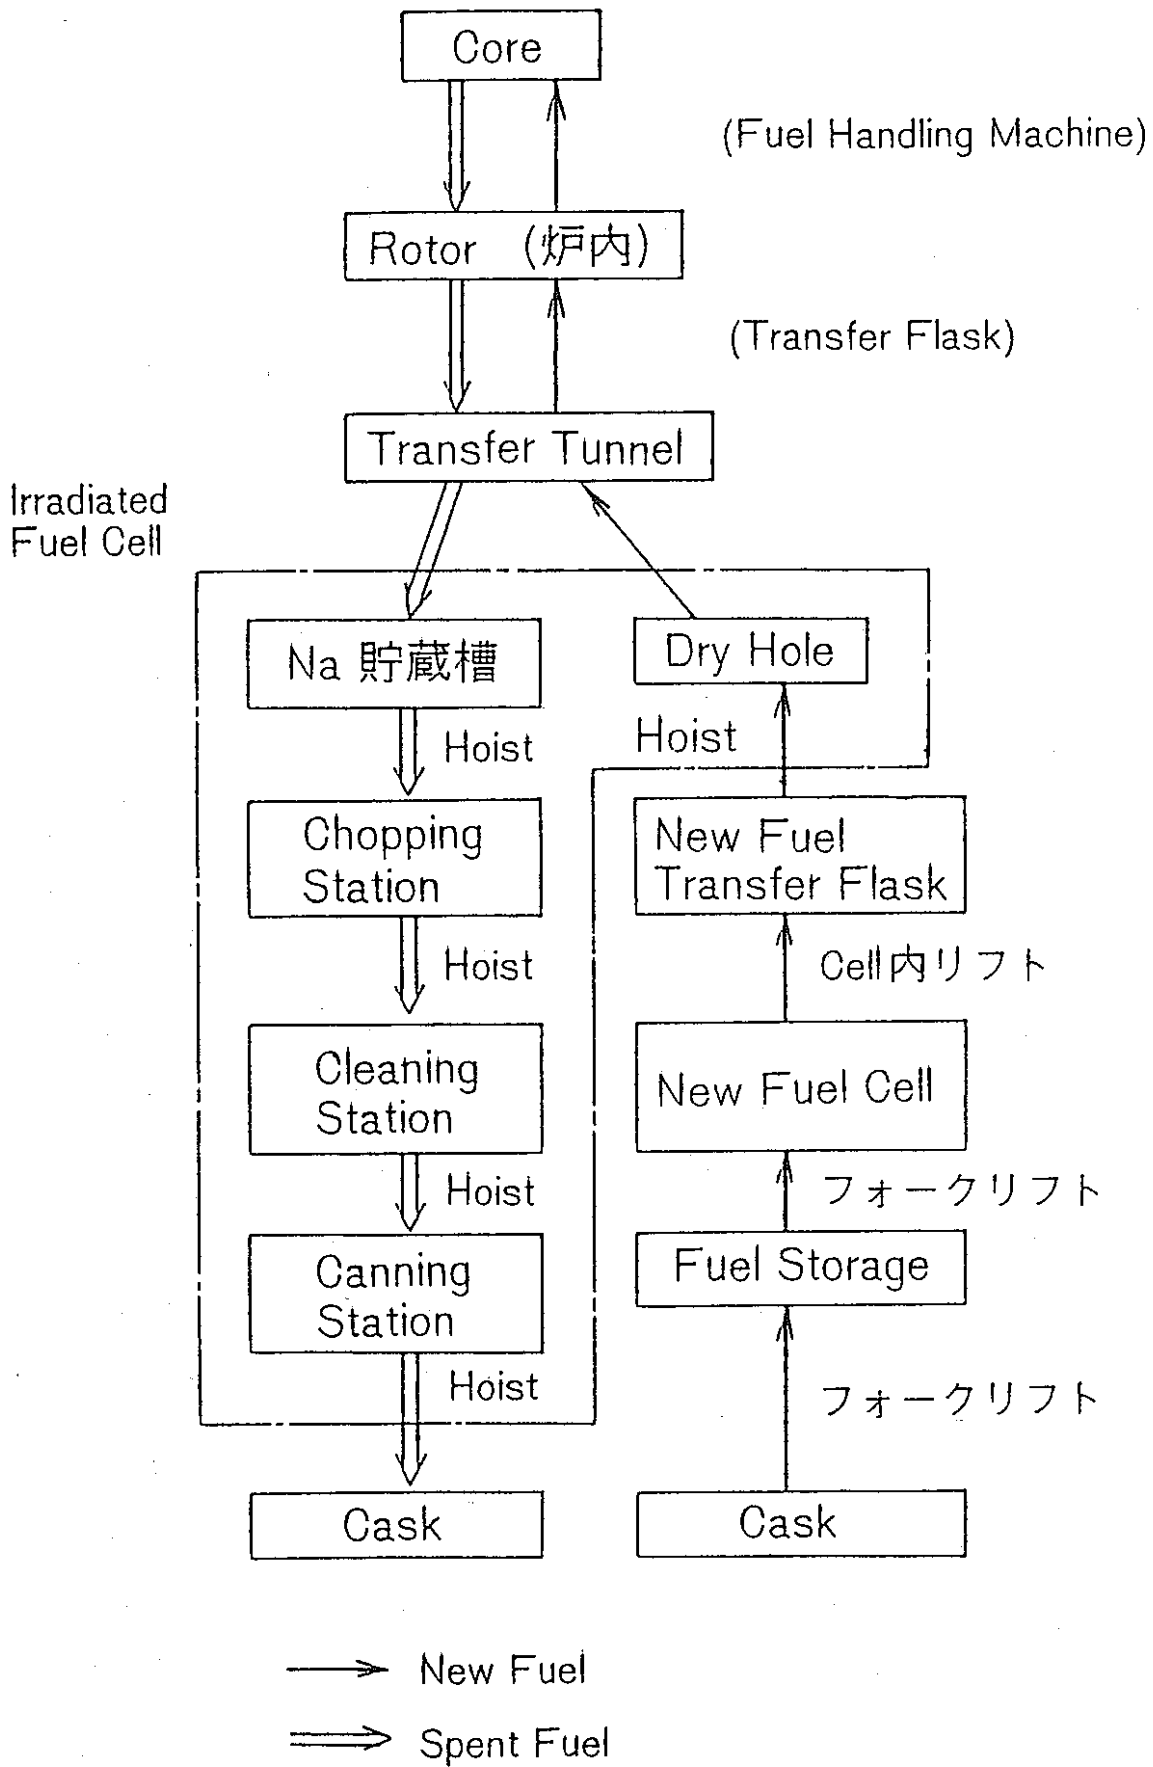 Core
(Fuel Handling Machine)
Rotor (炉内)
(Transfer Flask)
Transfer Tunnel
Irradiated
Fuel Cell
Na 貯蔵槽
Dry Hole
Hoist
Hoist
Chopping
Station
New Fuel
Transfer Flask
Hoist
Cell内リフト
Cleaning
Station
New Fuel Cell
Hoist
フォークリフト
Canning
Station
Fuel Storage
Hoist
フォークリフト
Cask
Cask
New Fuel
Spent Fuel